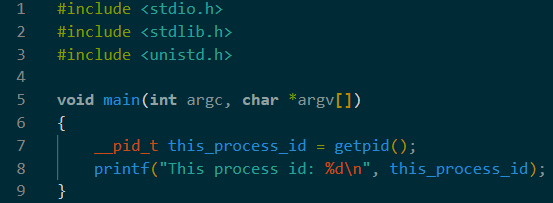 1 #include <stdio.h>
2 #include <stdlib.h>
3 #include <unistd.h>
4
5 void main(int argc, char *argv[])
6 {
7     __pid_t this_process_id = getpid();
8     printf("This process id: %d\n", this_process_id);
9 }